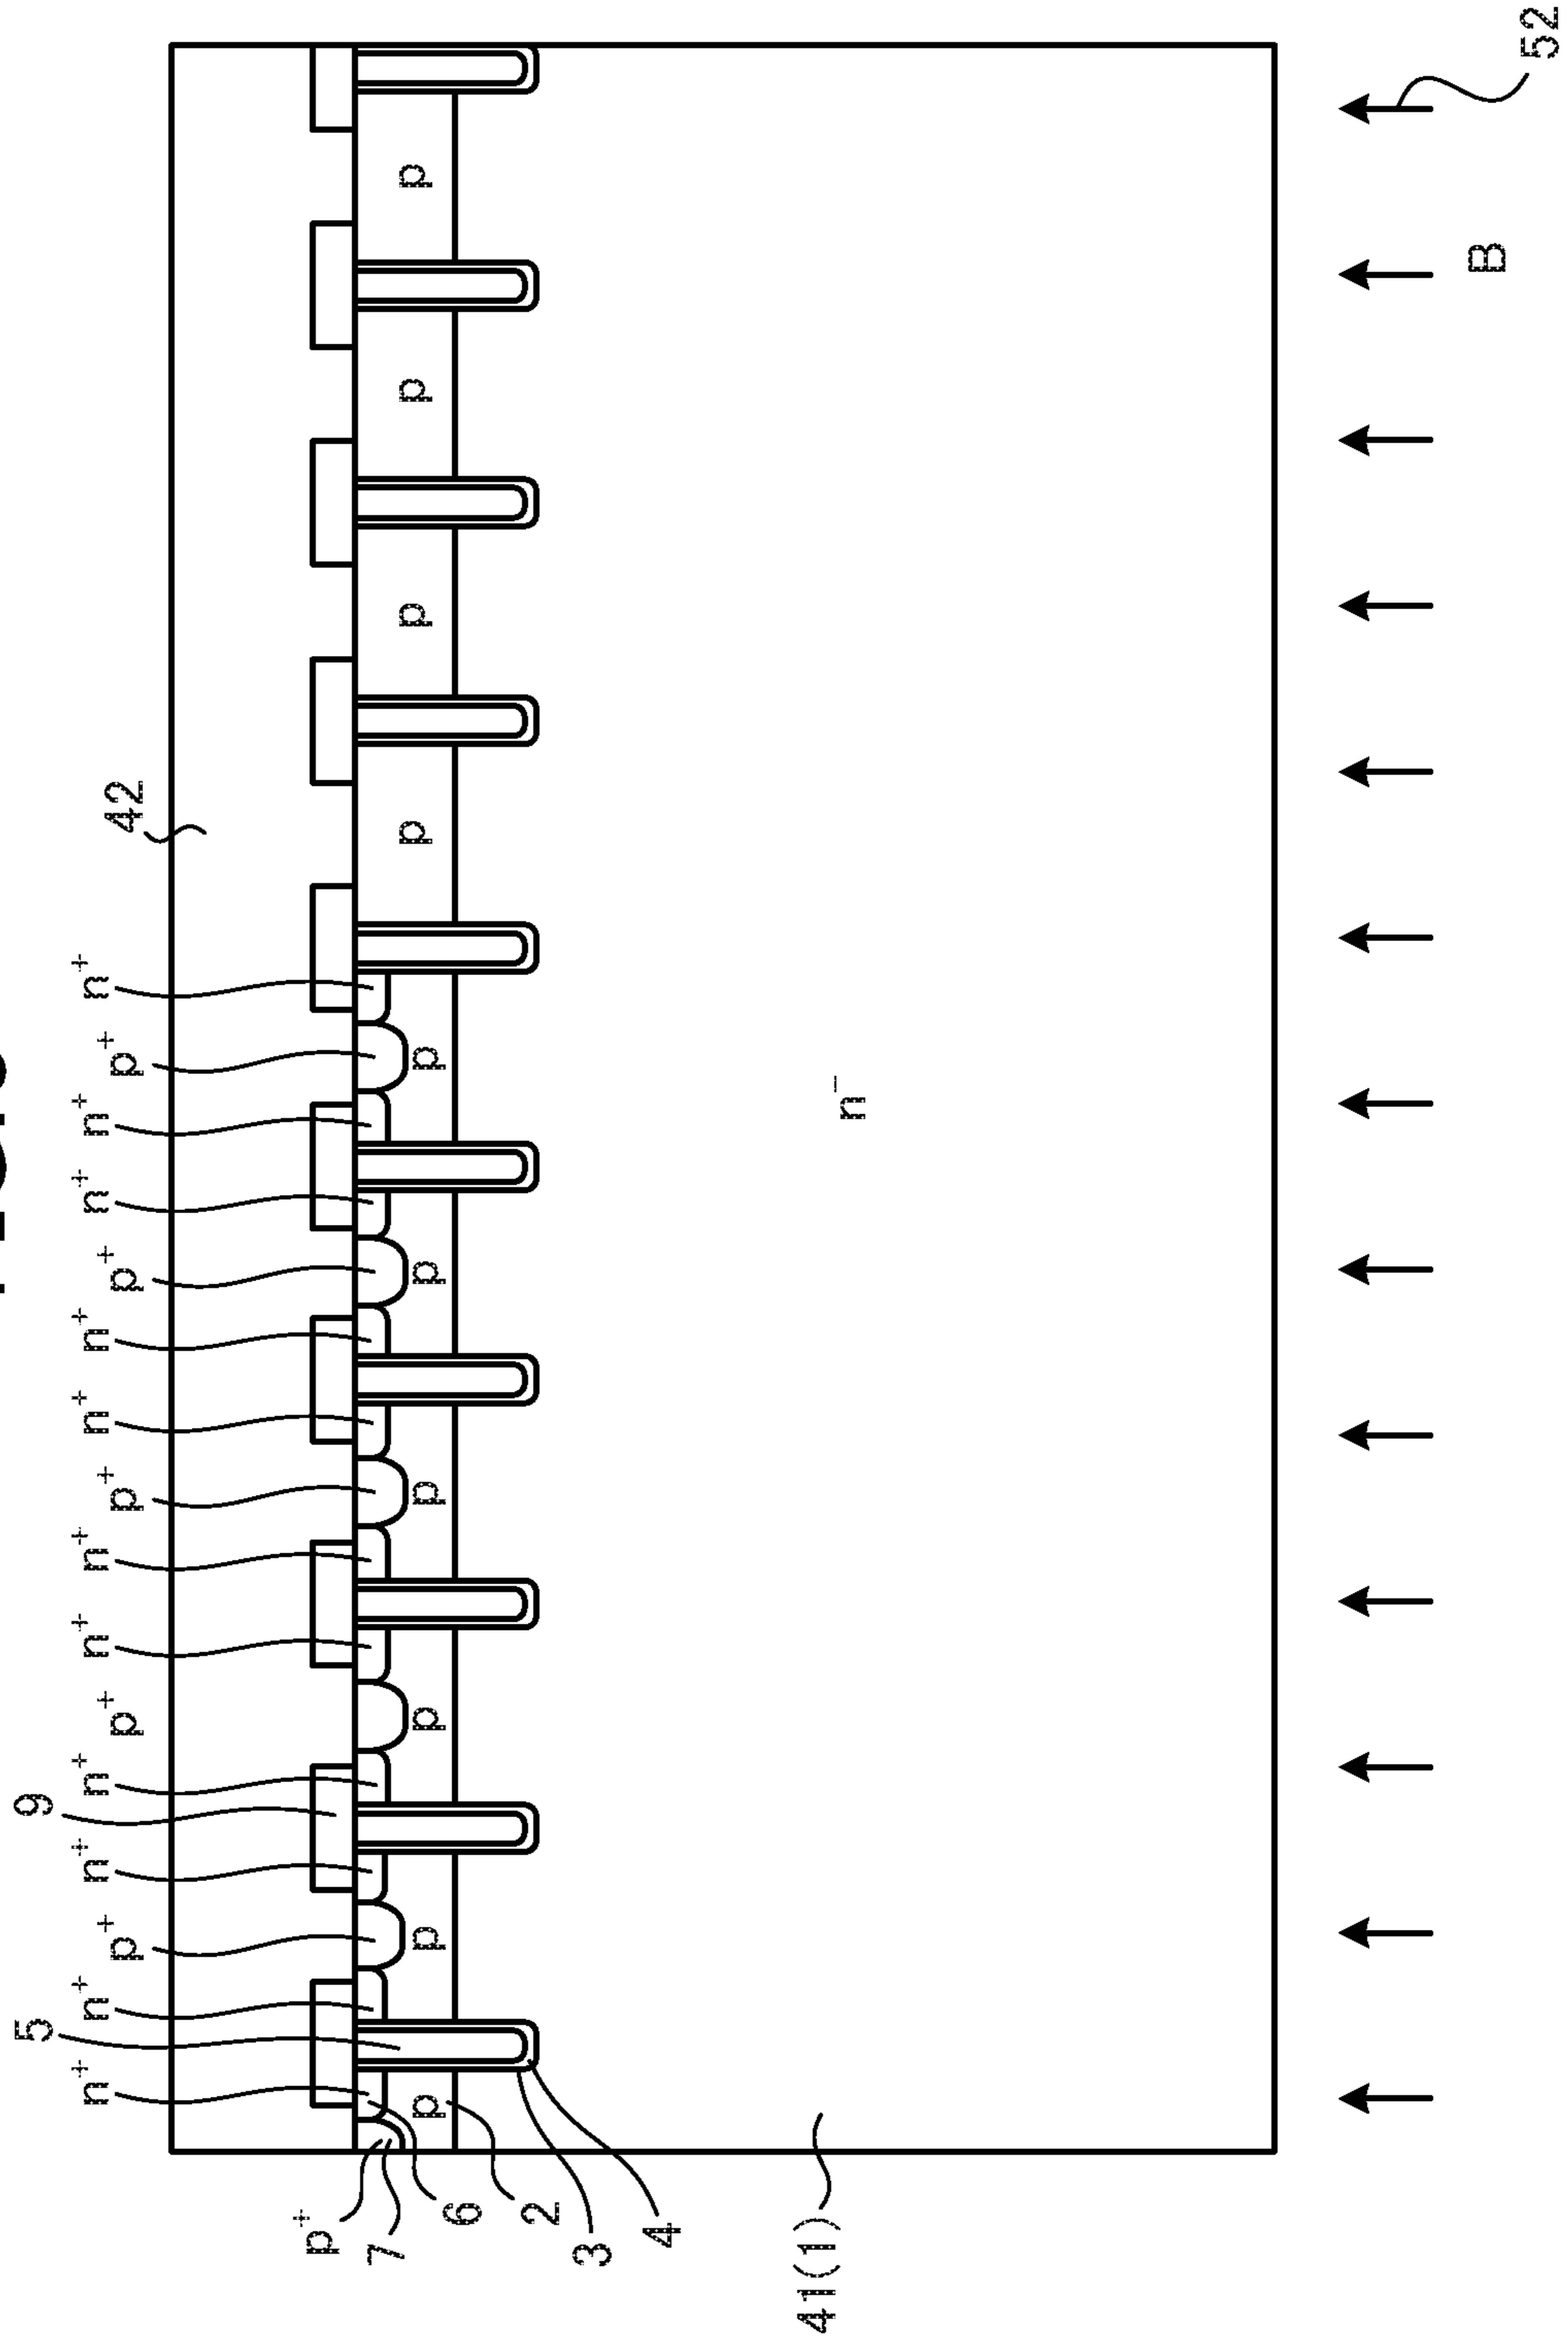 5 9
n+ n+ n+ n+ n+ n+ n+ n+ n+ n+ n+
p+ p+ p+ p+ p+ 42
p+
7
p p p p p p p p p p
6
2
3
4
41(1)
n−
B
52